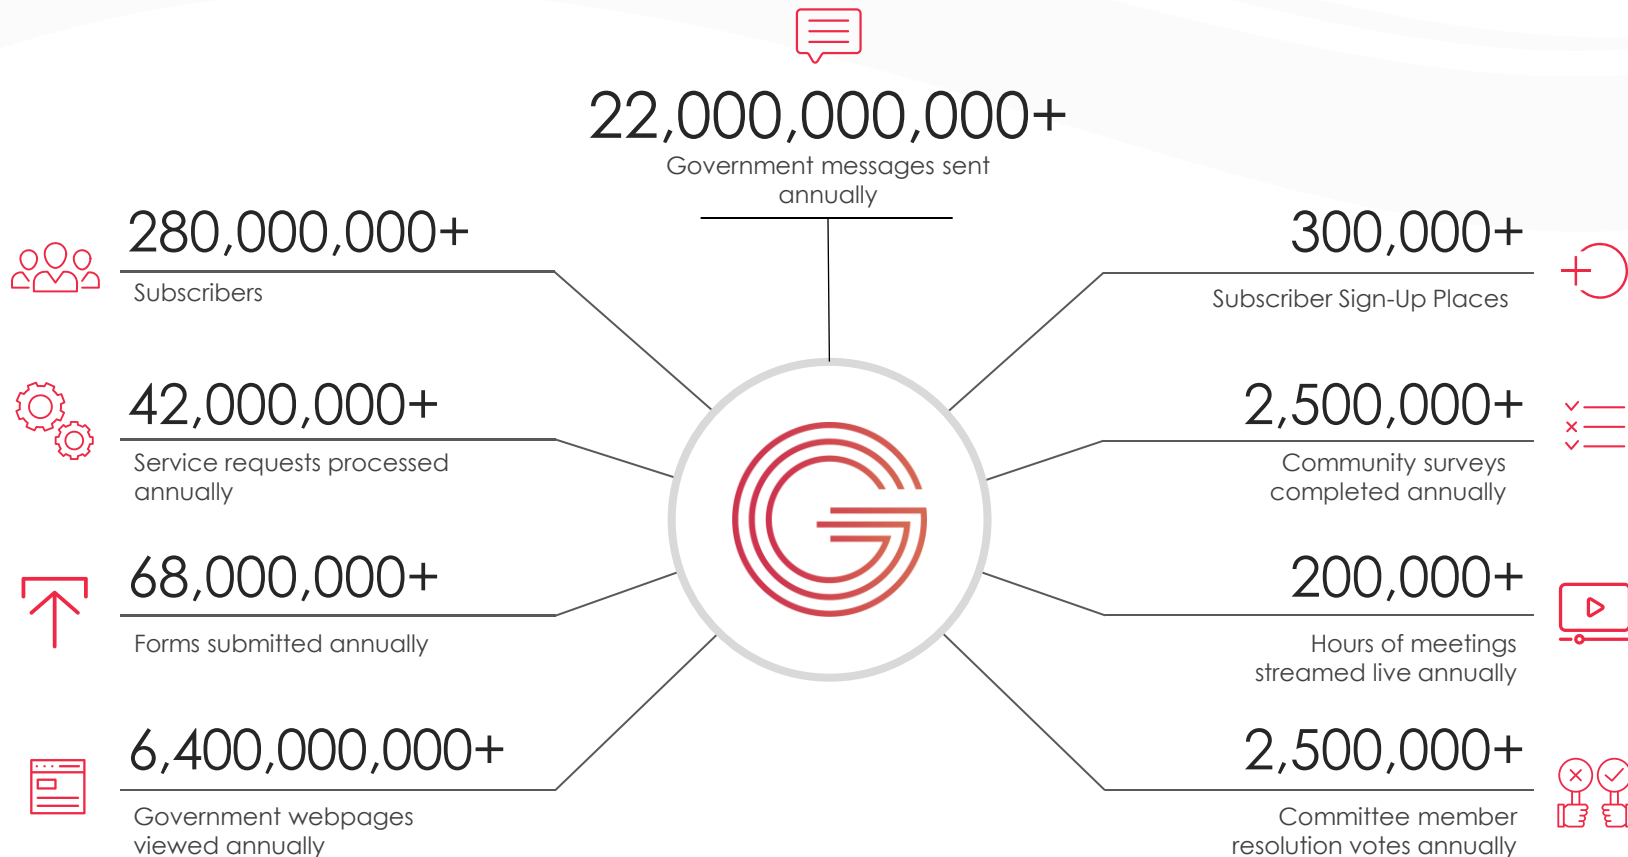 22,000,000,000+
Government messages sent
annually
280,000,000+
Subscribers
42,000,000+
Service requests processed
annually
68,000,000+
Forms submitted annually
6,400,000,000+
Government webpages
viewed annually
300,000+
Subscriber Sign-Up Places
2,500,000+
Community surveys
completed annually
200,000+
Hours of meetings
streamed live annually
2,500,000+
Committee member
resolution votes annually
G